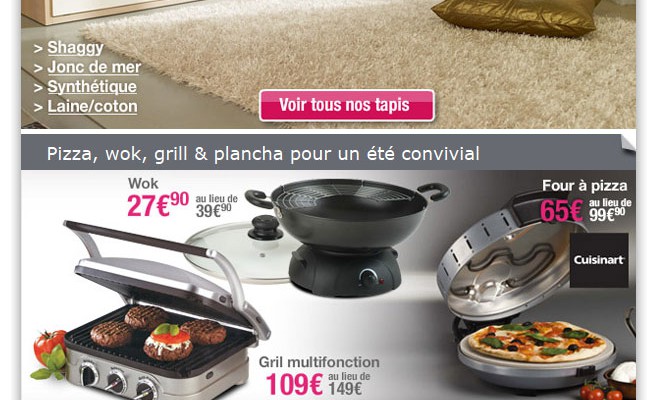 > Shaggy
> Jonc de mer
> Synthétique
> Laine/coton
Voir tous nos tapis
Pizza, wok, grill & plancha pour un été convivial
Wok
27€90 au lieu de 39€90
Four à pizza
65€ au lieu de 99€90
Cuisinart
Gril multifonction
109€ au lieu de 149€